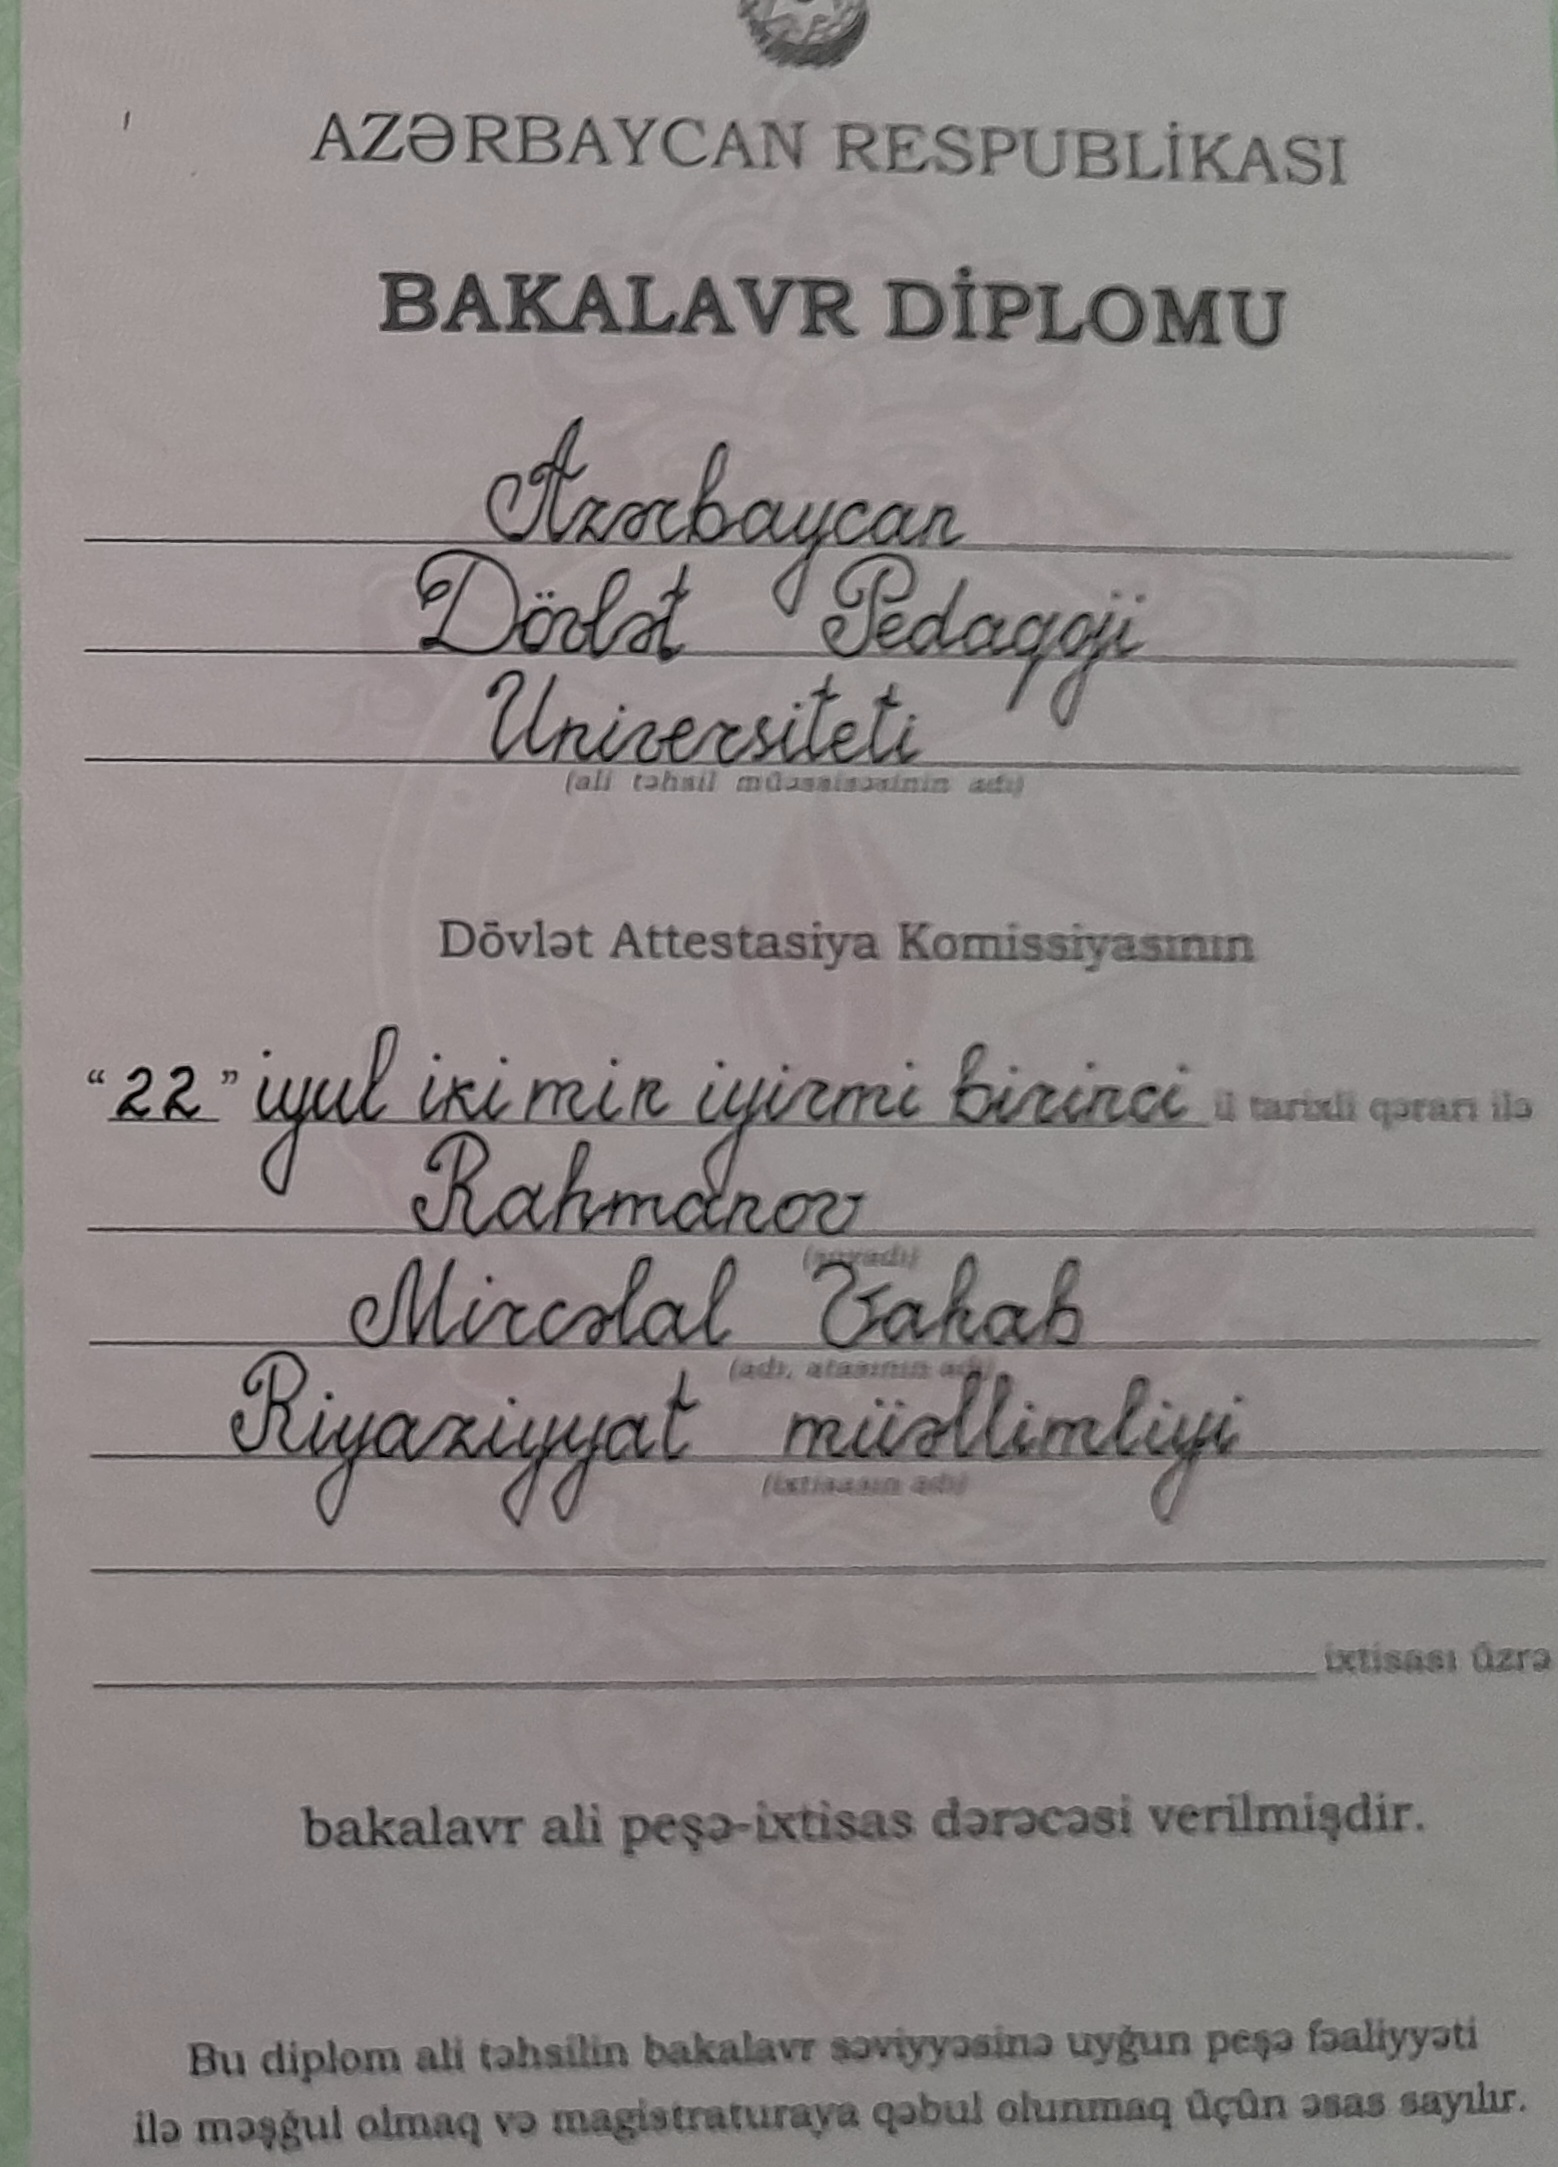 AZƏRBAYCAN RESPUBLİKASI
BAKALAVR DİPLOMU
Azərbaycan
Dövlət Pedaqoji
Universiteti
(ali təhsil müəssisəsinin adı)
Dövlət Attestasiya Komissiyasının
“22” iyul iki min iyirmi birinci il tarixli qərarı ilə
Rahmanov
(soyadı)
Mircəlal Vahab
(adı, atasının adı)
Riyaziyyat müəllimliyi
(ixtisasın adı)
ixtisası üzrə
bakalavr ali peşə-ixtisas dərəcəsi verilmişdir.
Bu diplom ali təhsilin bakalavr səviyyəsinə uyğun peşə fəaliyyəti
ilə məşğul olmaq və magistraturaya qəbul olunmaq üçün əsas sayılır.